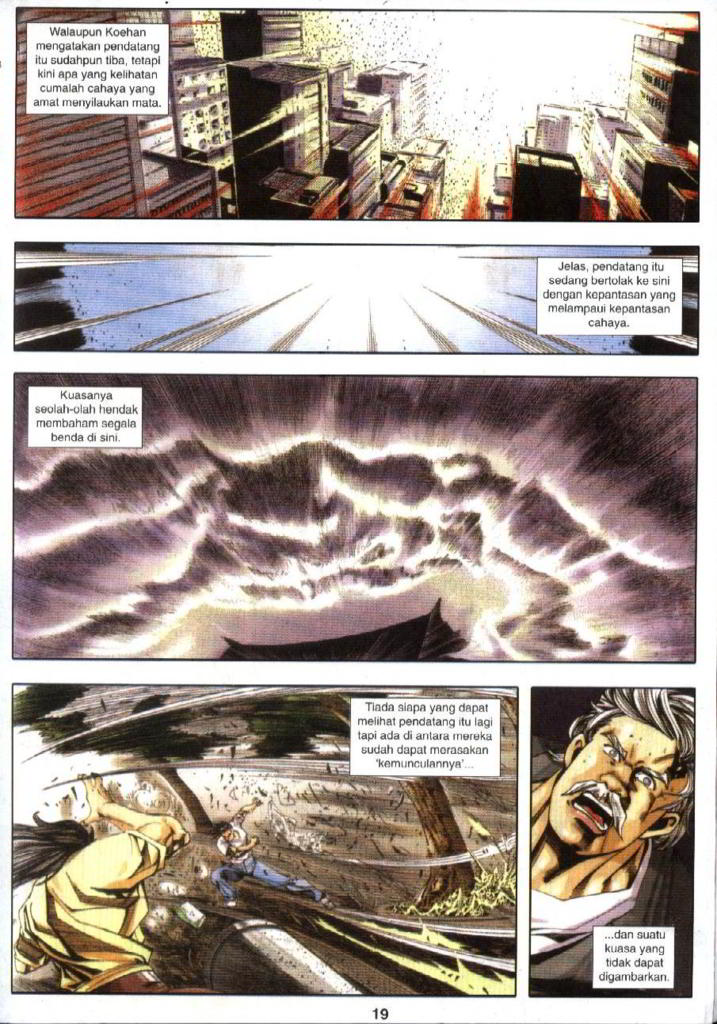 Walaupun Koehan
mengatakan pendatang
itu sudahpun tiba, tetapi
kini apa yang kelihatan
cumalah cahaya yang
amat menyilaukan mata.
Jelas, pendatang itu
sedang bertolak ke sini
dengan kepantasan yang
melampaui kepantasan
cahaya.
Kuasanya
seolah-olah hendak
membaham segala
benda di sini.
Tiada siapa yang dapat
melihat pendatang itu lagi
tapi ada di antara mereka
sudah dapat merasakan
'kemunculannya'...
...dan suatu
kuasa yang
tidak dapat
digambarkan.
19